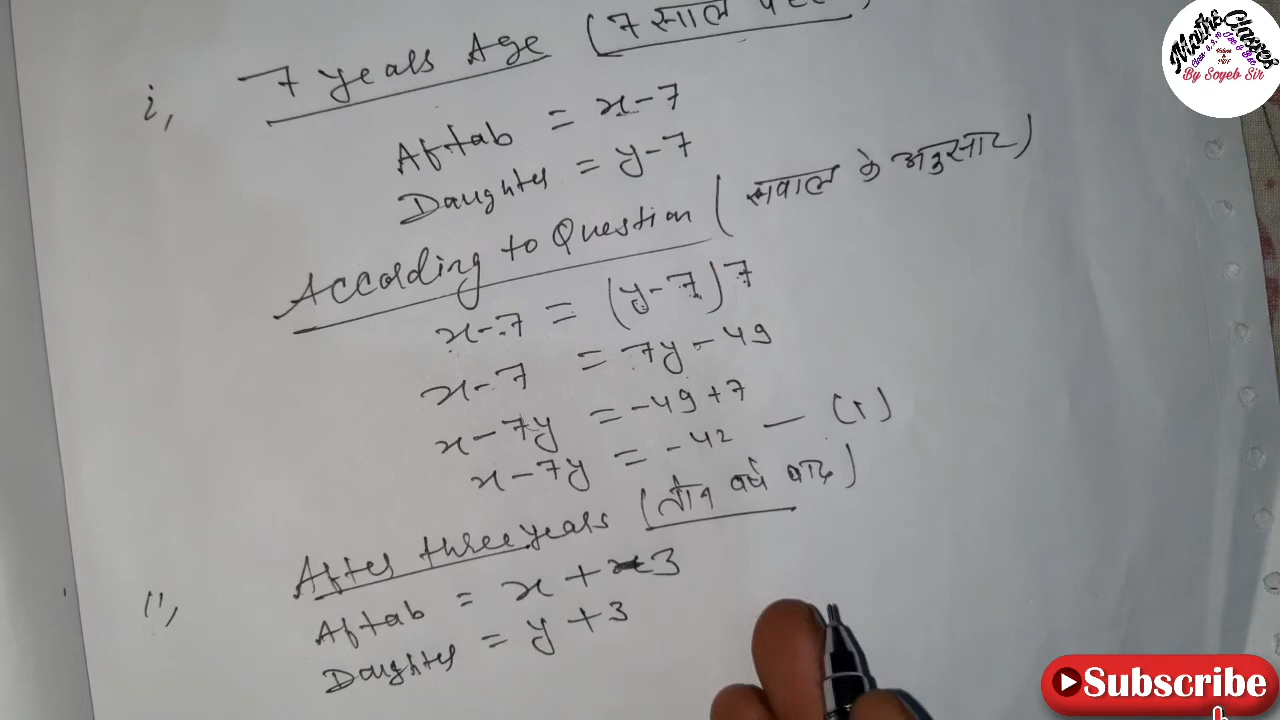 i, 7 years Age (7 साल
Aftab = x-7
Daughter = y-7
According to Question (सवाल के अनुसार)
x-7 = (y-7)7
x-7 = 7y-49
x-7y = -49+7
x-7y = -42 — (1)
ii, After three years (तीन वर्ष बाद)
Aftab = x+3
Daughter = y+3
Maths Classes
By Soyeb Sir
Subscribe